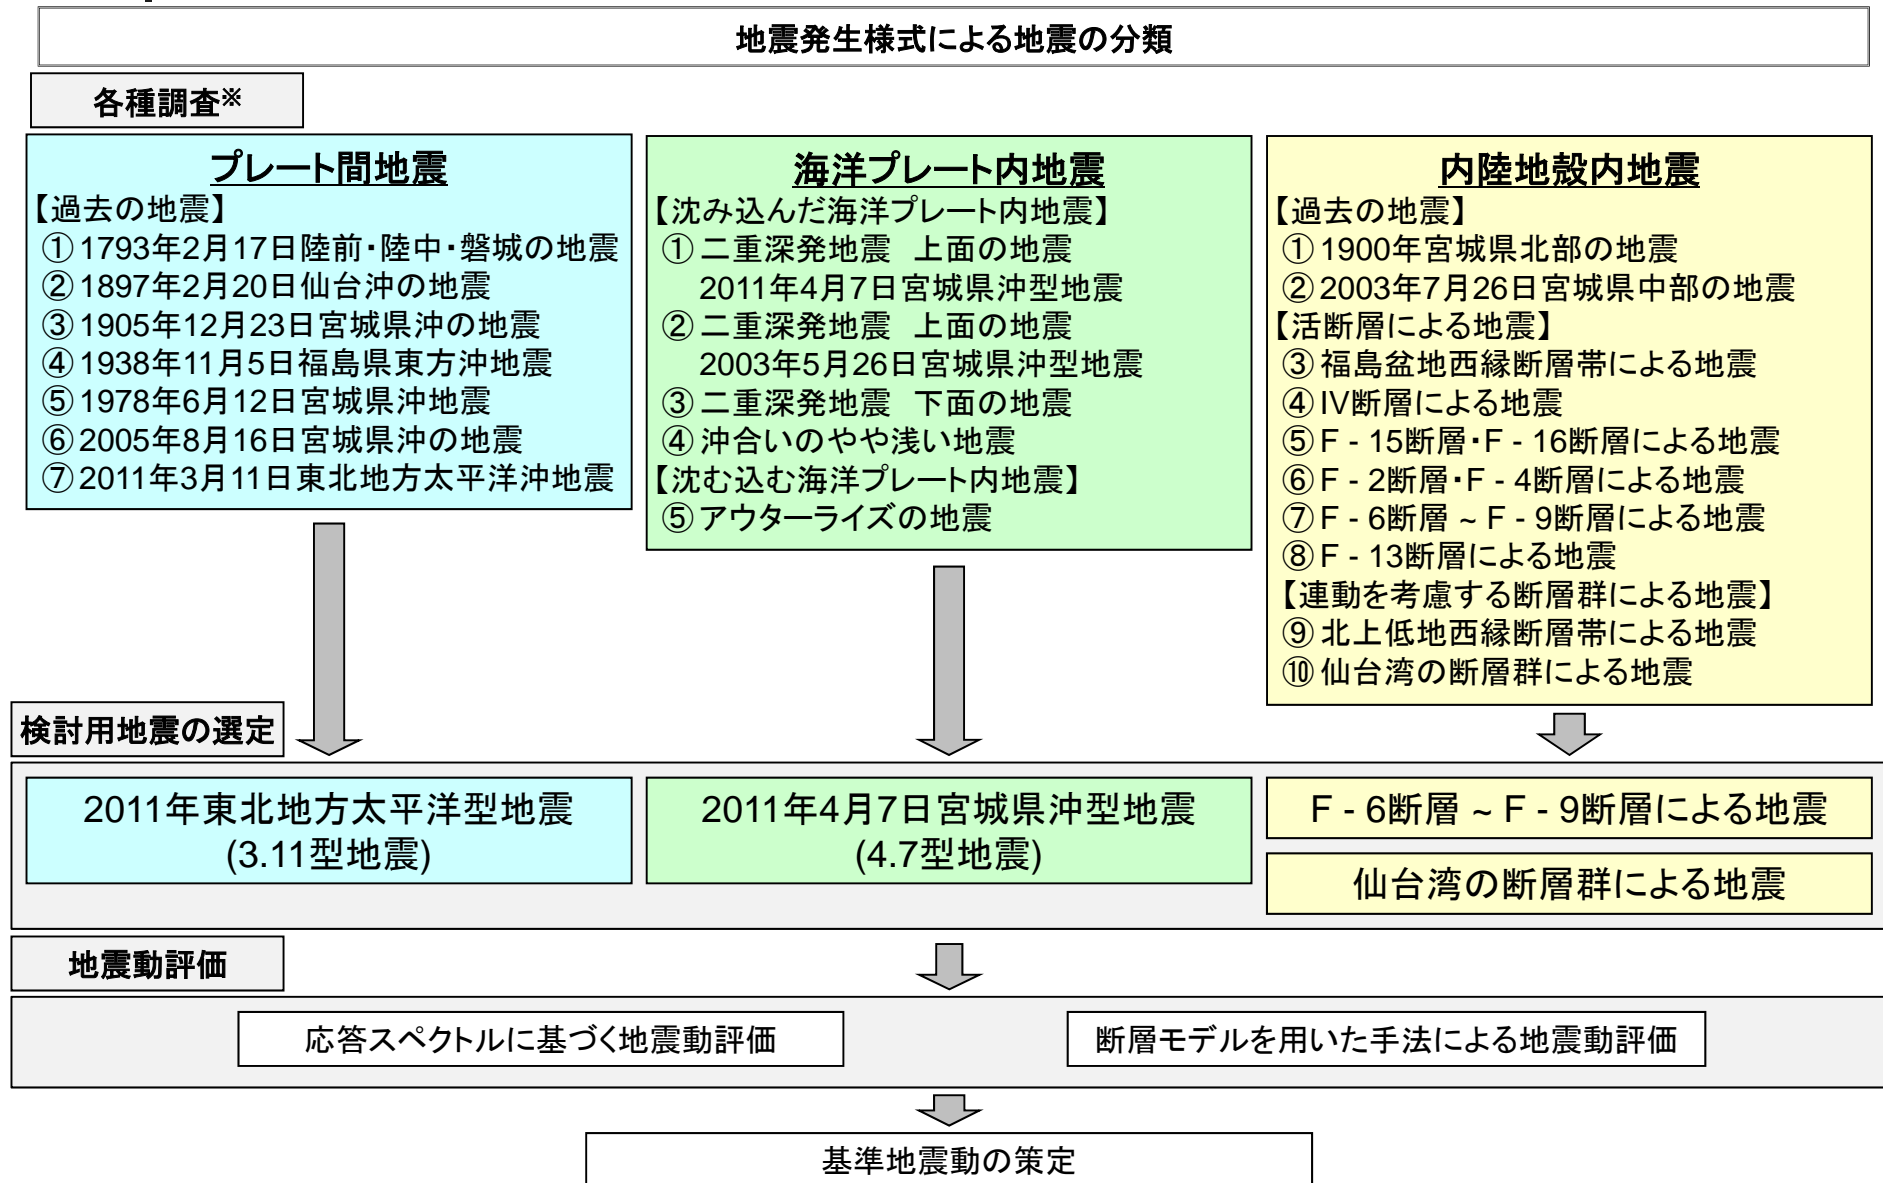 地震発生様式による地震の分類
各種調査※
プレート間地震
【過去の地震】
①1793年2月17日陸前・陸中・磐城の地震
②1897年2月20日仙台沖の地震
③1905年12月23日宮城県沖の地震
④1938年11月5日福島県東方沖地震
⑤1978年6月12日宮城県沖地震
⑥2005年8月16日宮城県沖の地震
⑦2011年3月11日東北地方太平洋沖地震
海洋プレート内地震
【沈み込んだ海洋プレート内地震】
①二重深発地震 上面の地震
2011年4月7日宮城県沖型地震
②二重深発地震 上面の地震
2003年5月26日宮城県沖型地震
③二重深発地震 下面の地震
④沖合いのやや浅い地震
【沈む込む海洋プレート内地震】
⑤アウターライズの地震
内陸地殻内地震
【過去の地震】
①1900年宮城県北部の地震
②2003年7月26日宮城県中部の地震
【活断層による地震】
③福島盆地西縁断層帯による地震
④IV断層による地震
⑤F - 15断層・F - 16断層による地震
⑥F - 2断層・F - 4断層による地震
⑦F - 6断層 ~ F - 9断層による地震
⑧F - 13断層による地震
【連動を考慮する断層群による地震】
⑨北上低地西縁断層帯による地震
⑩仙台湾の断層群による地震
検討用地震の選定
2011年東北地方太平洋型地震
(3.11型地震)
2011年4月7日宮城県沖型地震
(4.7型地震)
F - 6断層 ~ F - 9断層による地震
仙台湾の断層群による地震
地震動評価
応答スペクトルに基づく地震動評価
断層モデルを用いた手法による地震動評価
基準地震動の策定